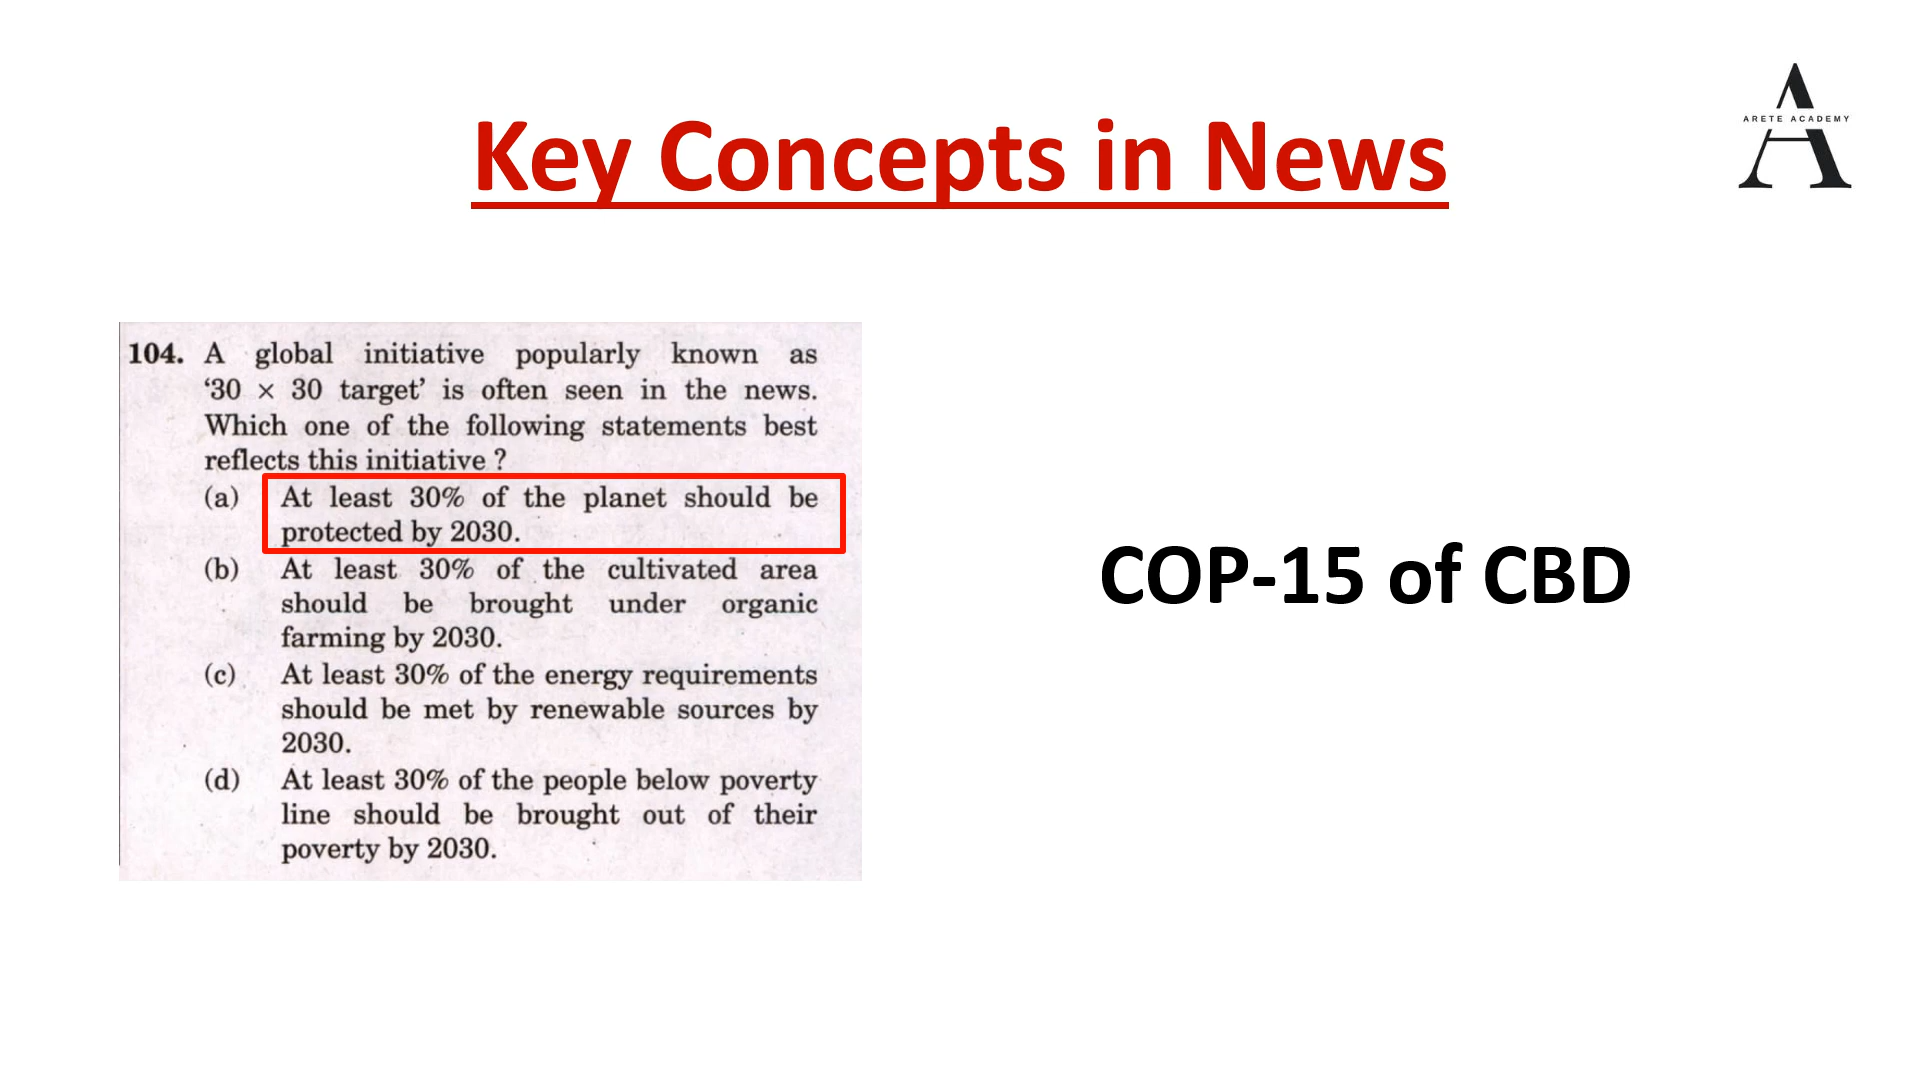 Key Concepts in News
ARETE ACADEMY
104. A global initiative popularly known as
‘30 × 30 target’ is often seen in the news.
Which one of the following statements best
reflects this initiative ?
(a) At least 30% of the planet should be
protected by 2030.
(b) At least 30% of the cultivated area
should be brought under organic
farming by 2030.
(c) At least 30% of the energy requirements
should be met by renewable sources by
2030.
(d) At least 30% of the people below poverty
line should be brought out of their
poverty by 2030.
COP-15 of CBD